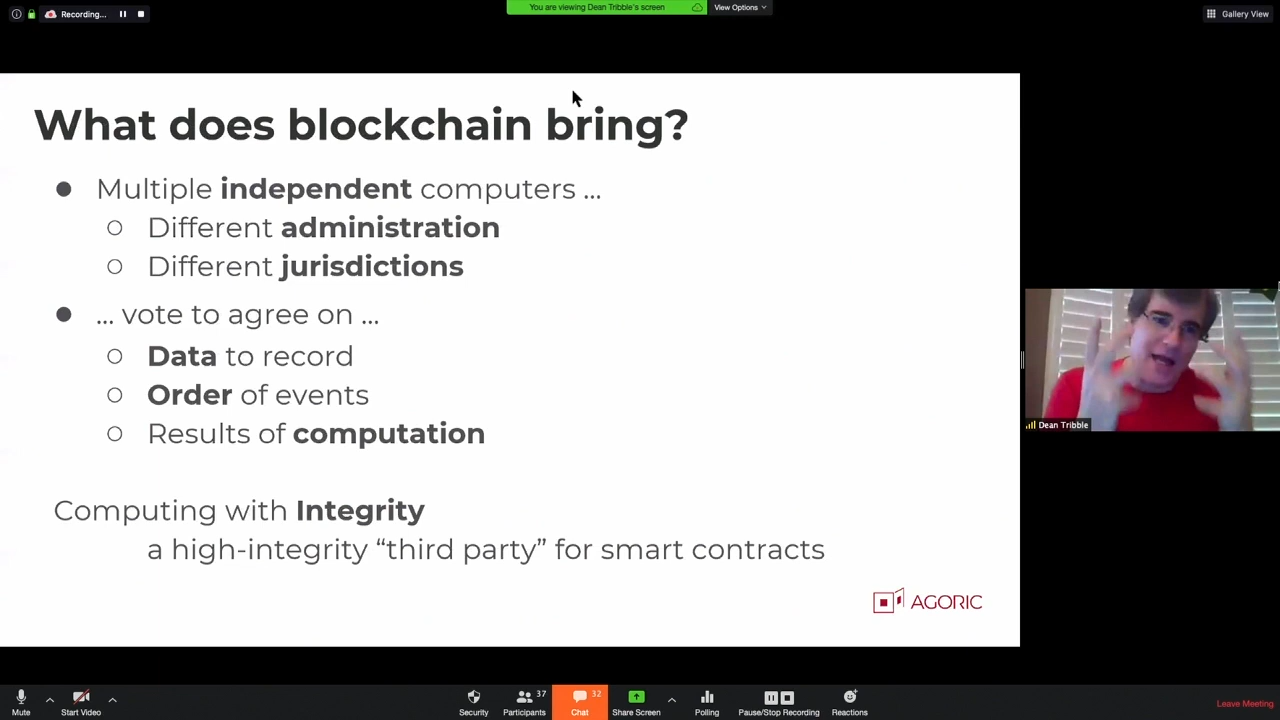 Recording...
You are viewing Dean Tribble's screen
View Options
Gallery View
What does blockchain bring?
● Multiple independent computers ...
○ Different administration
○ Different jurisdictions
● ... vote to agree on ...
○ Data to record
○ Order of events
○ Results of computation
Computing with Integrity
a high-integrity “third party” for smart contracts
AGORIC
Dean Tribble
Mute
Start Video
Security
Participants
37
Chat
32
Share Screen
Polling
Pause/Stop Recording
Reactions
Leave Meeting